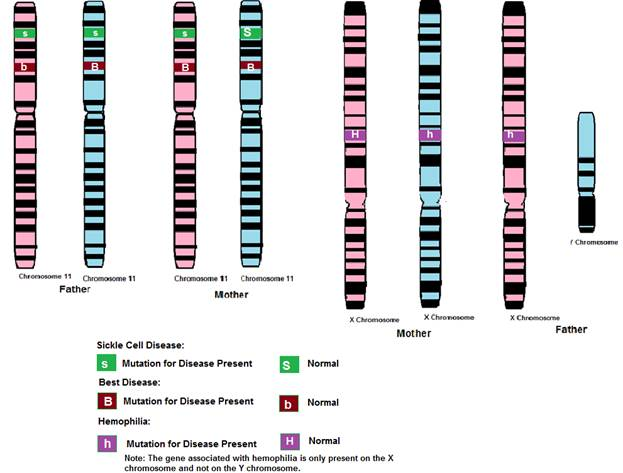 s s s S
b B B B
H h h
Chromosome 11 Chromosome 11 Chromosome 11 Chromosome 11
Father Mother
Y Chromosome
X Chromosome X Chromosome X Chromosome
Mother Father
Sickle Cell Disease:
s Mutation for Disease Present S Normal
Best Disease:
B Mutation for Disease Present b Normal
Hemophilia:
h Mutation for Disease Present H Normal
Note: The gene associated with hemophilia is only present on the X
chromosome and not on the Y chromosome.